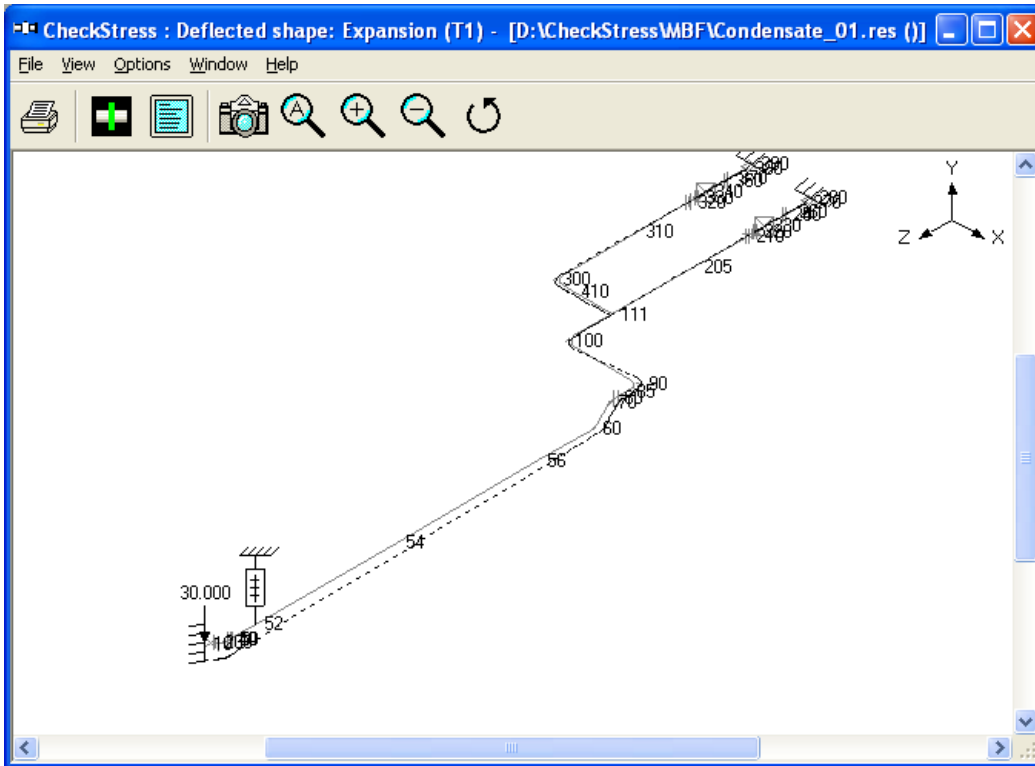 CheckStress : Deflected shape: Expansion (T1) - [D:\CheckStress\MBF\Condensate_01.res ()]
File View Options Window Help
A
Y
Z
X
310
205
300
410
111
100
90
60
56
54
30.000
52